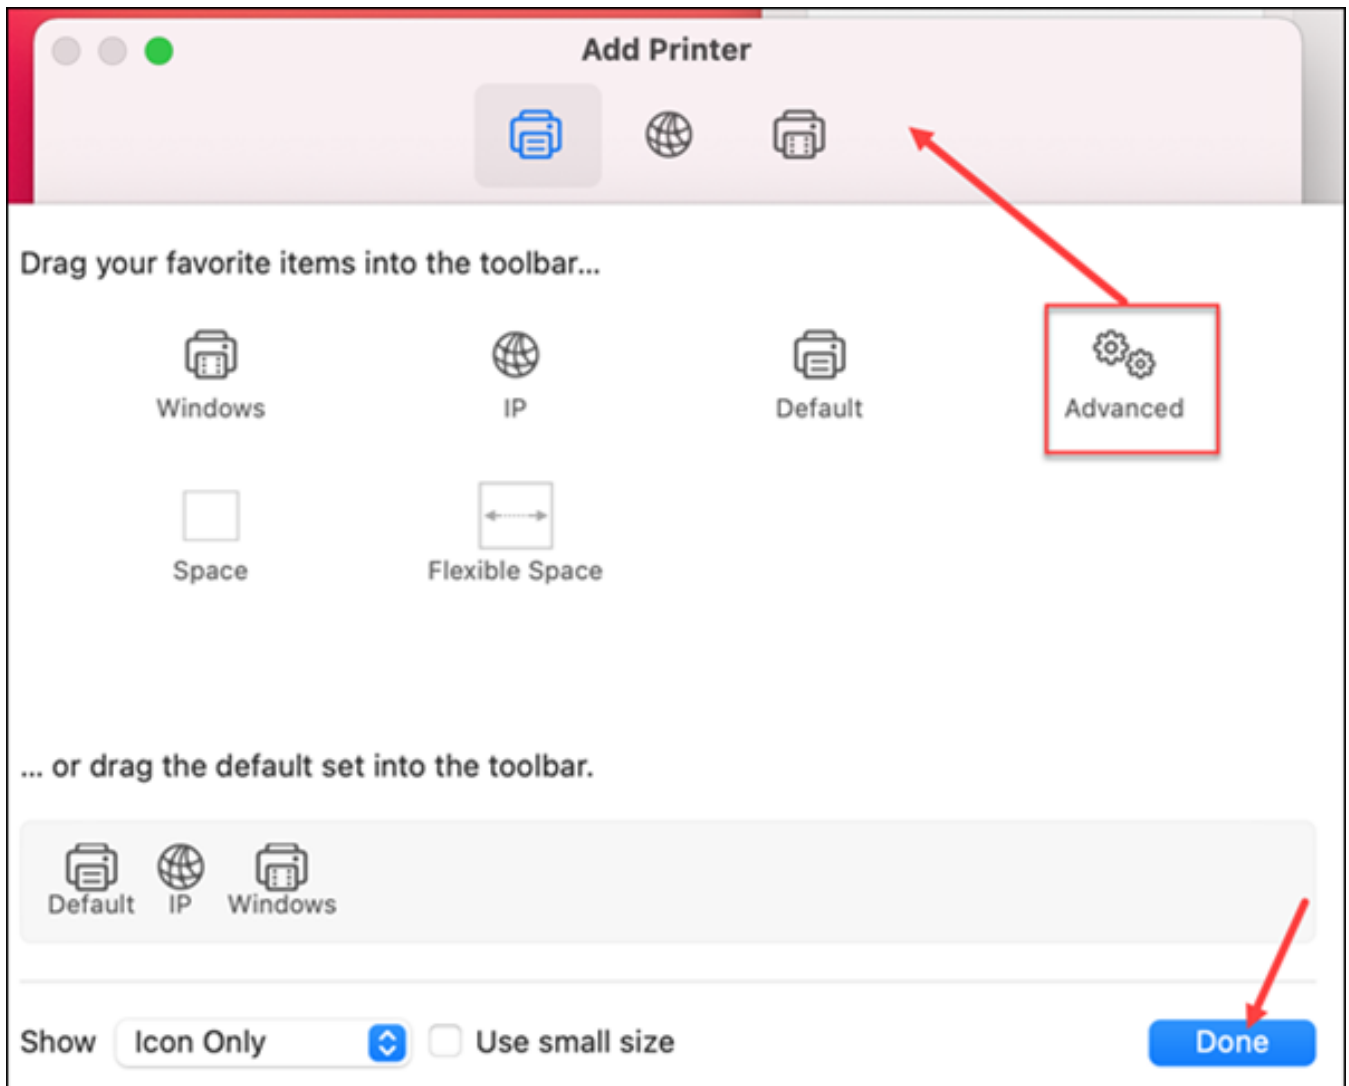 Add Printer
Drag your favorite items into the toolbar...
Windows IP Default Advanced
Space Flexible Space
... or drag the default set into the toolbar.
Default IP Windows
Show Icon Only Use small size Done